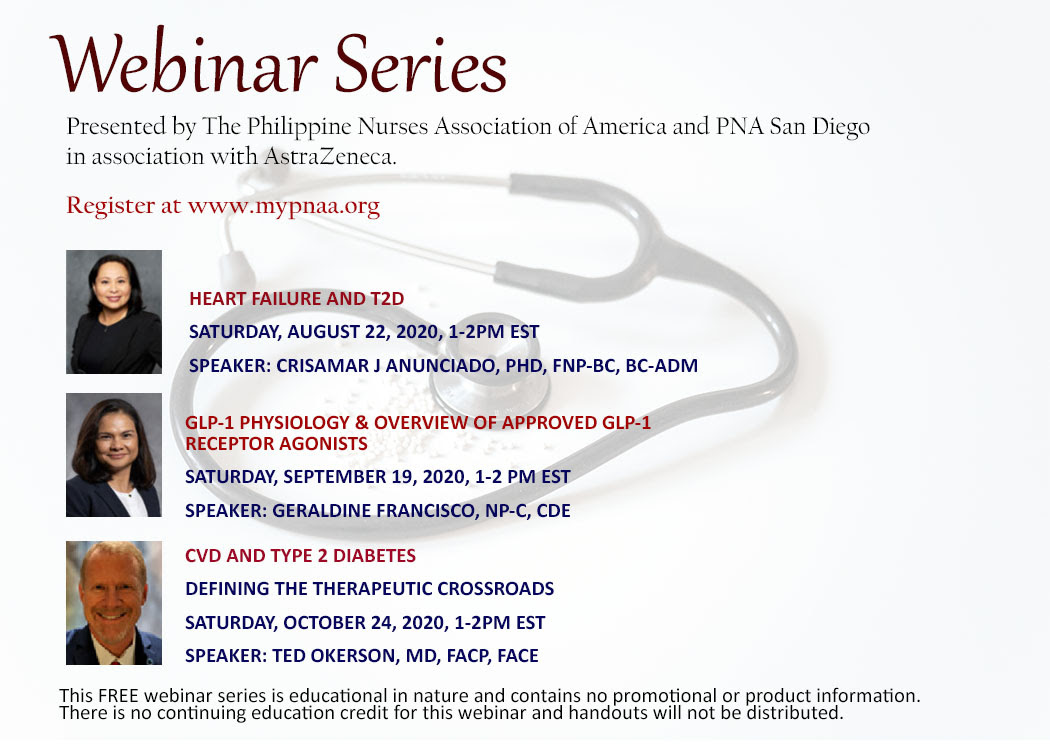 Webinar Series
Presented by The Philippine Nurses Association of America and PNA San Diego
in association with AstraZeneca.
Register at www.mypnaa.org
HEART FAILURE AND T2D
SATURDAY, AUGUST 22, 2020, 1-2PM EST
SPEAKER: CRISAMAR J ANUNCIADO, PHD, FNP-BC, BC-ADM
GLP-1 PHYSIOLOGY & OVERVIEW OF APPROVED GLP-1
RECEPTOR AGONISTS
SATURDAY, SEPTEMBER 19, 2020, 1-2 PM EST
SPEAKER: GERALDINE FRANCISCO, NP-C, CDE
CVD AND TYPE 2 DIABETES
DEFINING THE THERAPEUTIC CROSSROADS
SATURDAY, OCTOBER 24, 2020, 1-2PM EST
SPEAKER: TED OKERSON, MD, FACP, FACE
This FREE webinar series is educational in nature and contains no promotional or product information.
There is no continuing education credit for this webinar and handouts will not be distributed.